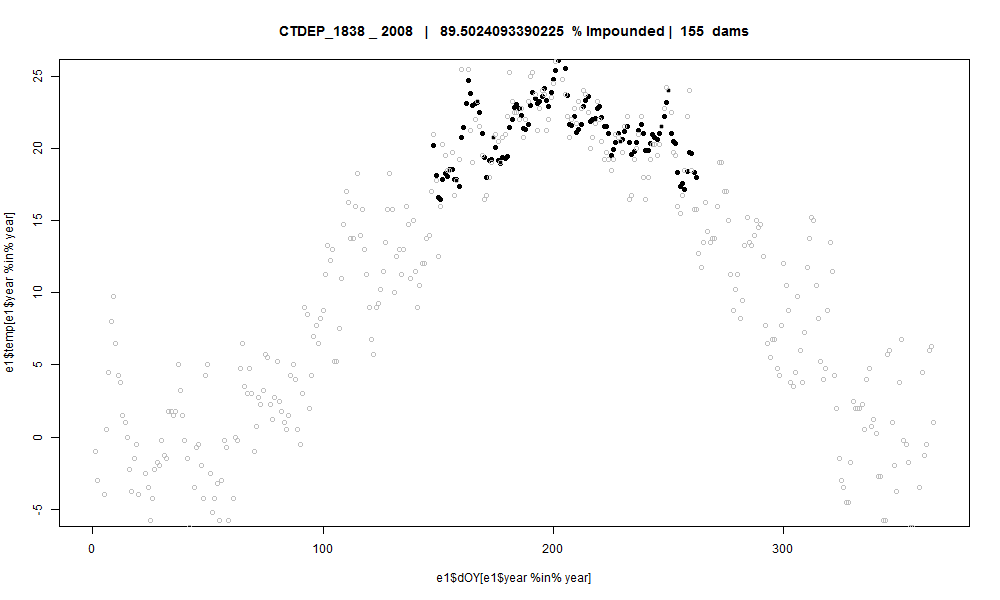 CTDEP_1838 _ 2008 | 89.5024093390225 % Impounded | 155 dams
25
20
15
10
5
0
-5
e1$temp[e1$year %in% year]
0 100 200 300
e1$dOY[e1$year %in% year]